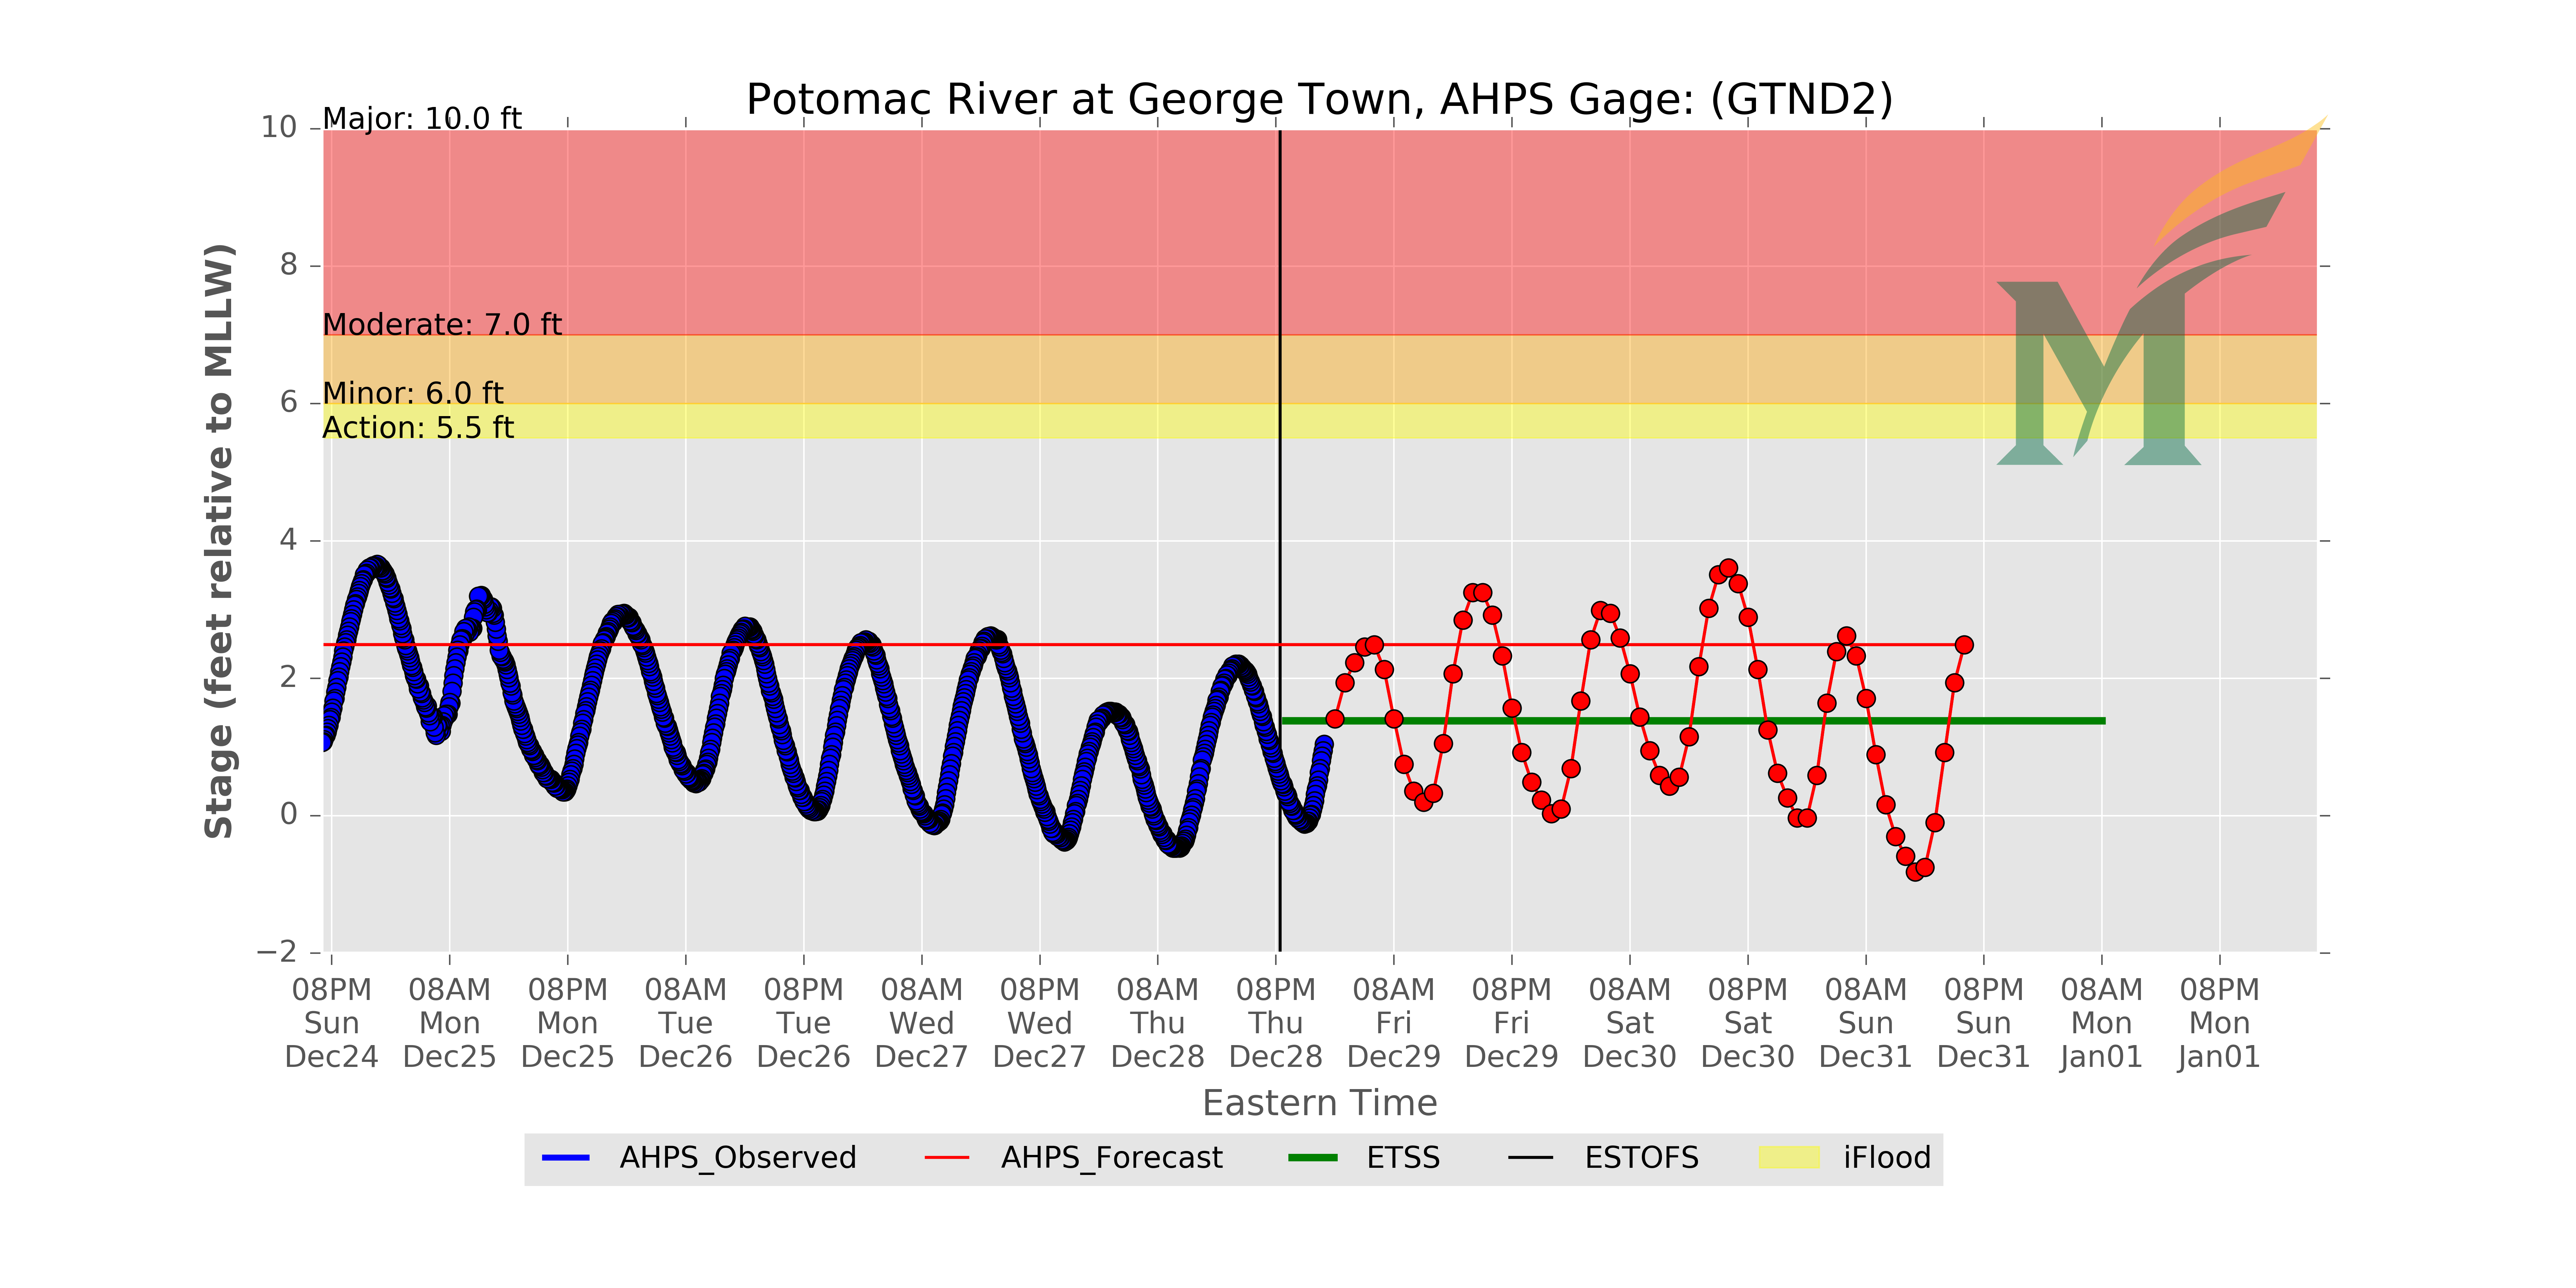 Potomac River at George Town, AHPS Gage: (GTND2)
Major: 10.0 ft
Moderate: 7.0 ft
Minor: 6.0 ft
Action: 5.5 ft
Stage (feet relative to MLLW)
10
8
6
4
2
0
−2
08PM 08AM 08PM 08AM 08PM 08AM 08PM 08AM 08PM 08AM 08PM 08AM 08PM 08AM 08PM 08AM 08PM
Sun Mon Mon Tue Tue Wed Wed Thu Thu Fri Fri Sat Sat Sun Sun Mon Mon
Dec24 Dec25 Dec25 Dec26 Dec26 Dec27 Dec27 Dec28 Dec28 Dec29 Dec29 Dec30 Dec30 Dec31 Dec31 Jan01 Jan01
Eastern Time
AHPS_Observed AHPS_Forecast ETSS ESTOFS iFlood
M